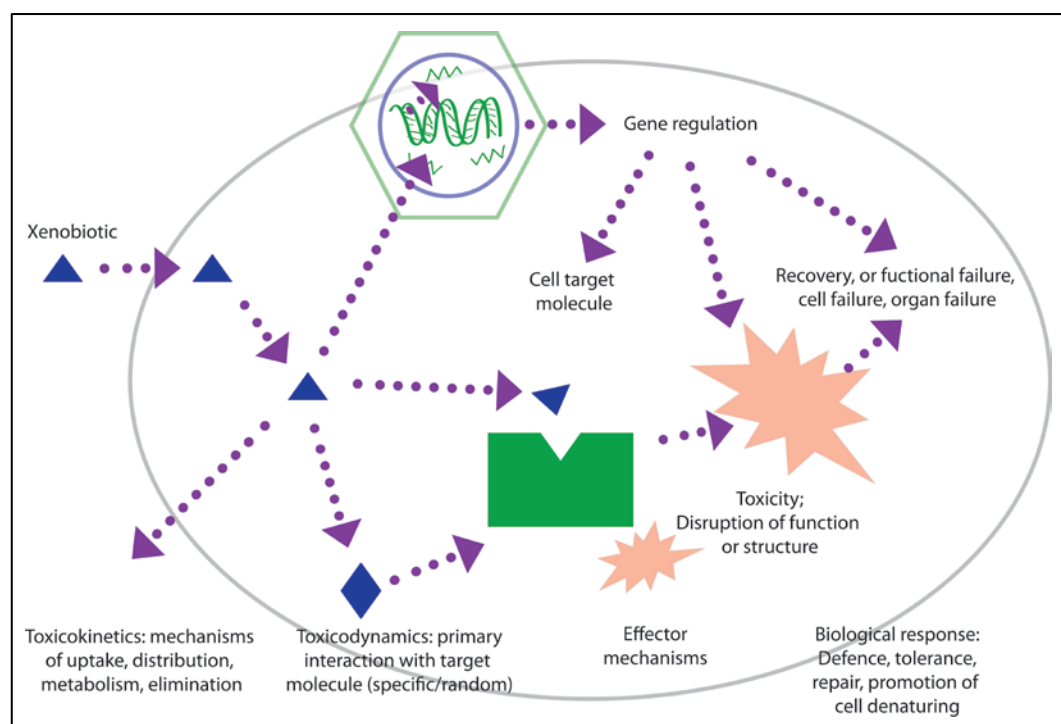 Gene regulation
Xenobiotic
Cell target
molecule
Recovery, or fuctional failure,
cell failure, organ failure
Toxicity;
Disruption of function
or structure
Toxicokinetics: mechanisms
of uptake, distribution,
metabolism, elimination
Toxicodynamics: primary
interaction with target
molecule (specific/random)
Effector
mechanisms
Biological response:
Defence, tolerance,
repair, promotion of
cell denaturing